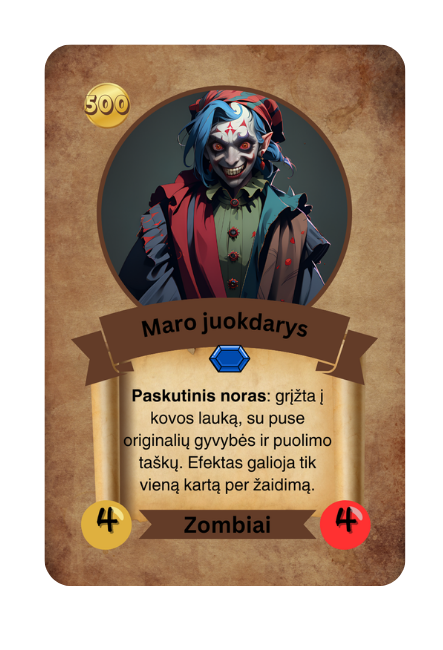 500
Maro juokdarys
Paskutinis noras: grįžta į
kovos lauką, su puse
originalių gyvybės ir puolimo
taškų. Efektas galioja tik
vieną kartą per žaidimą.
4 Zombiai 4